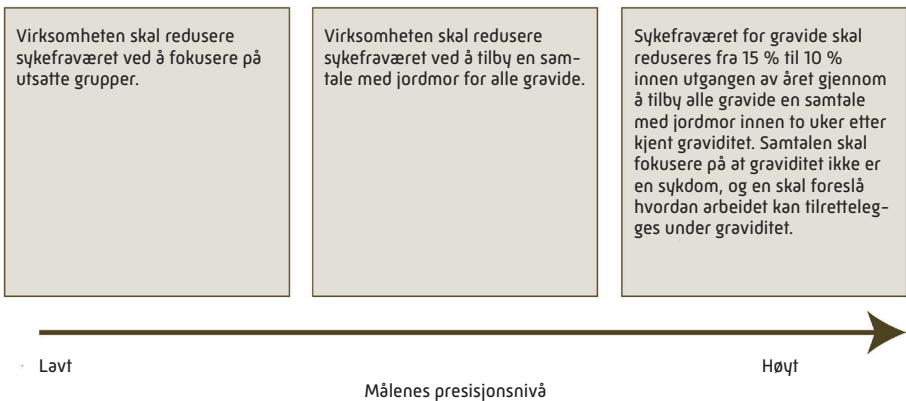 Virksomheten skal redusere
sykefraværet ved å fokusere på
utsatte grupper.
Virksomheten skal redusere
sykefraværet ved å tilby en sam-
tale med jordmor for alle gravide.
Sykefraværet for gravide skal
reduseres fra 15 % til 10 %
innen utgangen av året gjennom
å tilby alle gravide en samtale
med jordmor innen to uker etter
kjent graviditet. Samtalen skal
fokusere på at graviditet ikke er
en sykdom, og en skal foreslå
hvordan arbeidet kan tilretteleg-
ges under graviditet.
Lavt
Høyt
Målenes presisjonsnivå